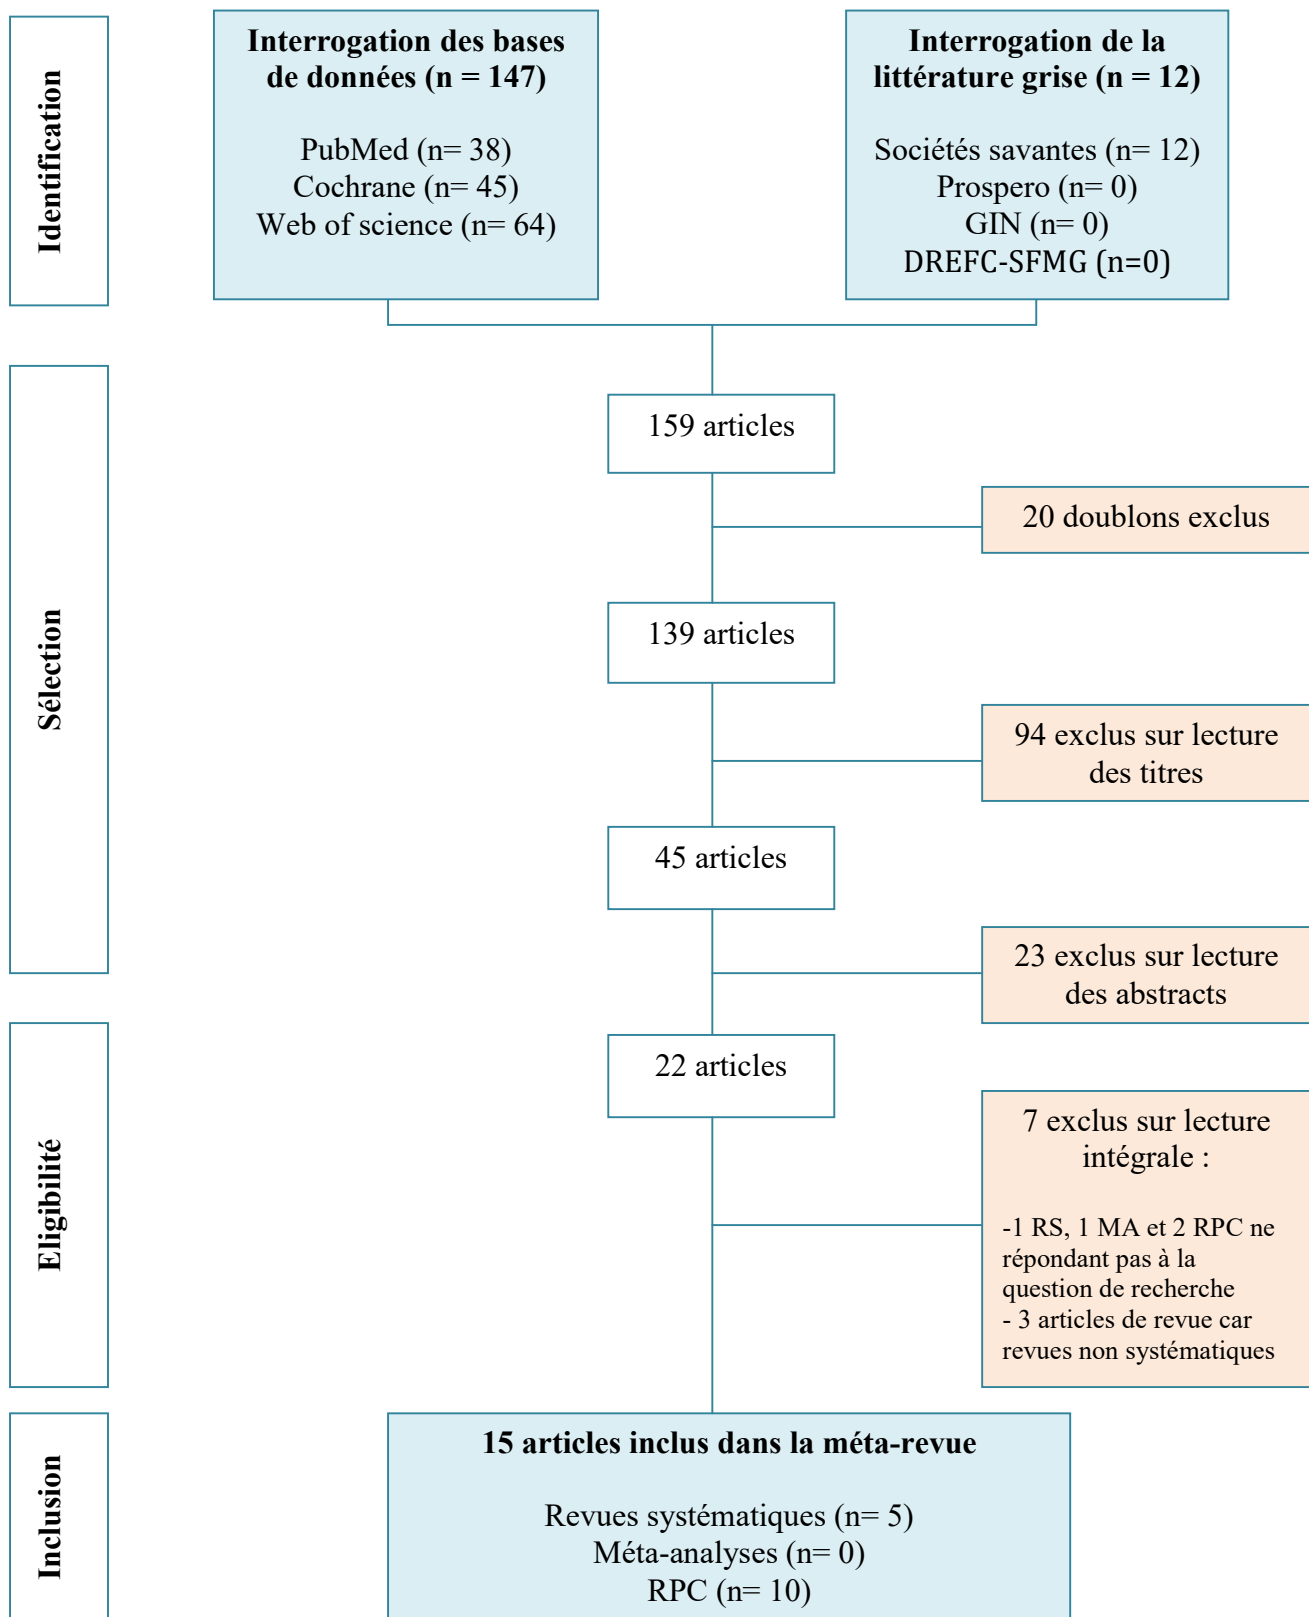 Identification
Interrogation des bases
de données (n = 147)
PubMed (n= 38)
Cochrane (n= 45)
Web of science (n= 64)
Interrogation de la
littérature grise (n = 12)
Sociétés savantes (n= 12)
Prospero (n= 0)
GIN (n= 0)
DREFC-SFMG (n=0)
Sélection
159 articles
20 doublons exclus
139 articles
94 exclus sur lecture
des titres
45 articles
23 exclus sur lecture
des abstracts
Eligibilité
22 articles
7 exclus sur lecture
intégrale :
-1 RS, 1 MA et 2 RPC ne
répondant pas à la
question de recherche
- 3 articles de revue car
revues non systématiques
Inclusion
15 articles inclus dans la méta-revue
Revues systématiques (n= 5)
Méta-analyses (n= 0)
RPC (n= 10)